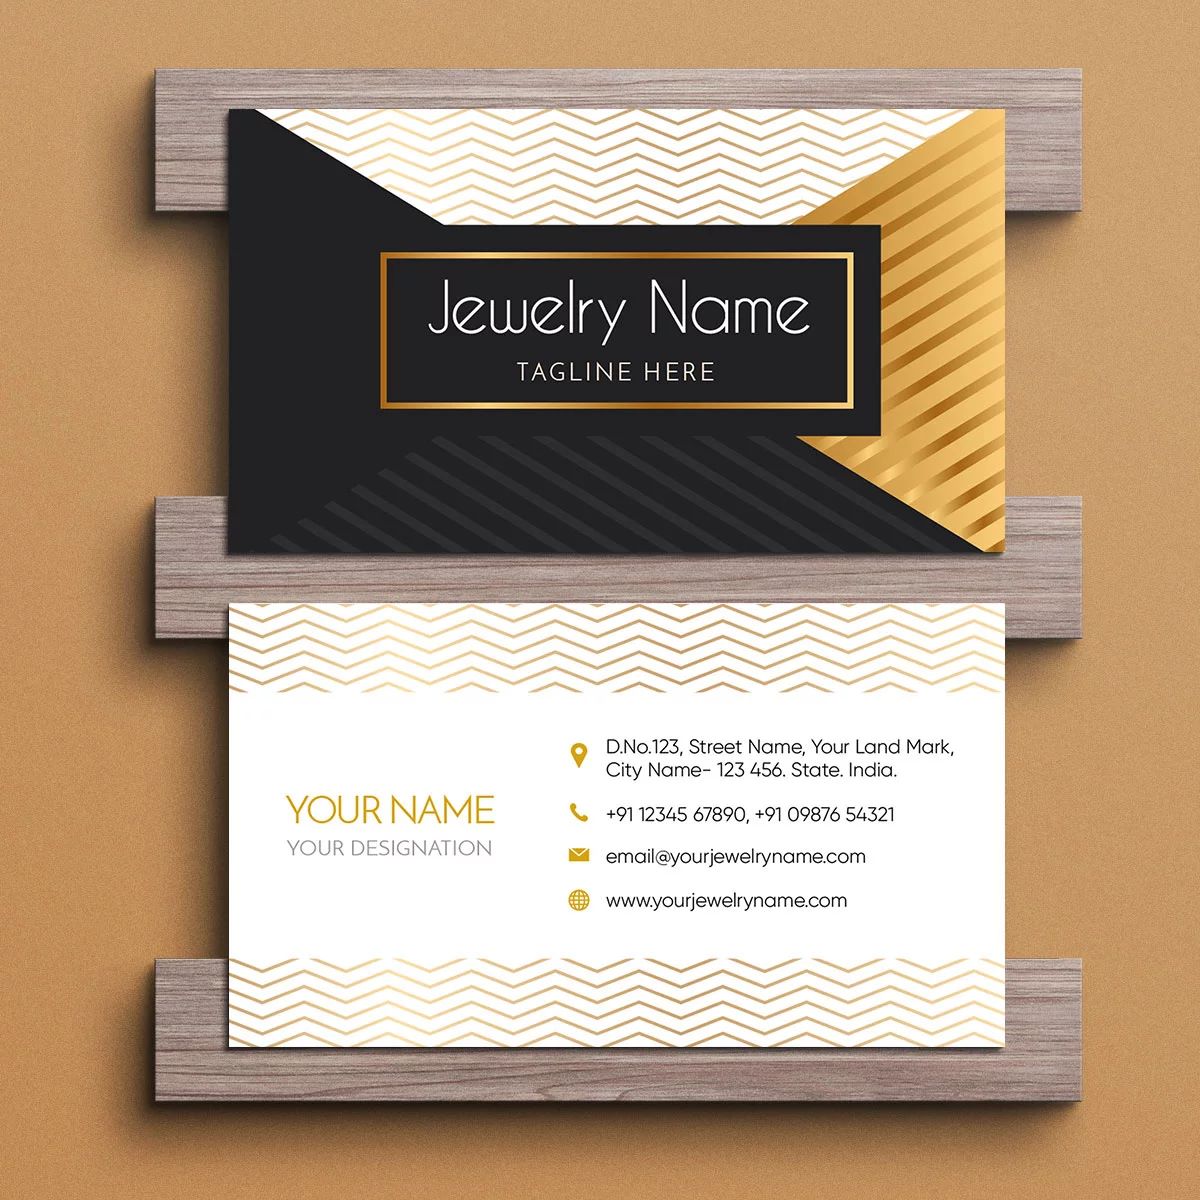 Jewelry Name
TAGLINE HERE
YOUR NAME
YOUR DESIGNATION
D.No.123, Street Name, Your Land Mark,
City Name- 123 456. State. India.
+91 12345 67890, +91 09876 54321
email@yourjewelryname.com
www.yourjewelryname.com